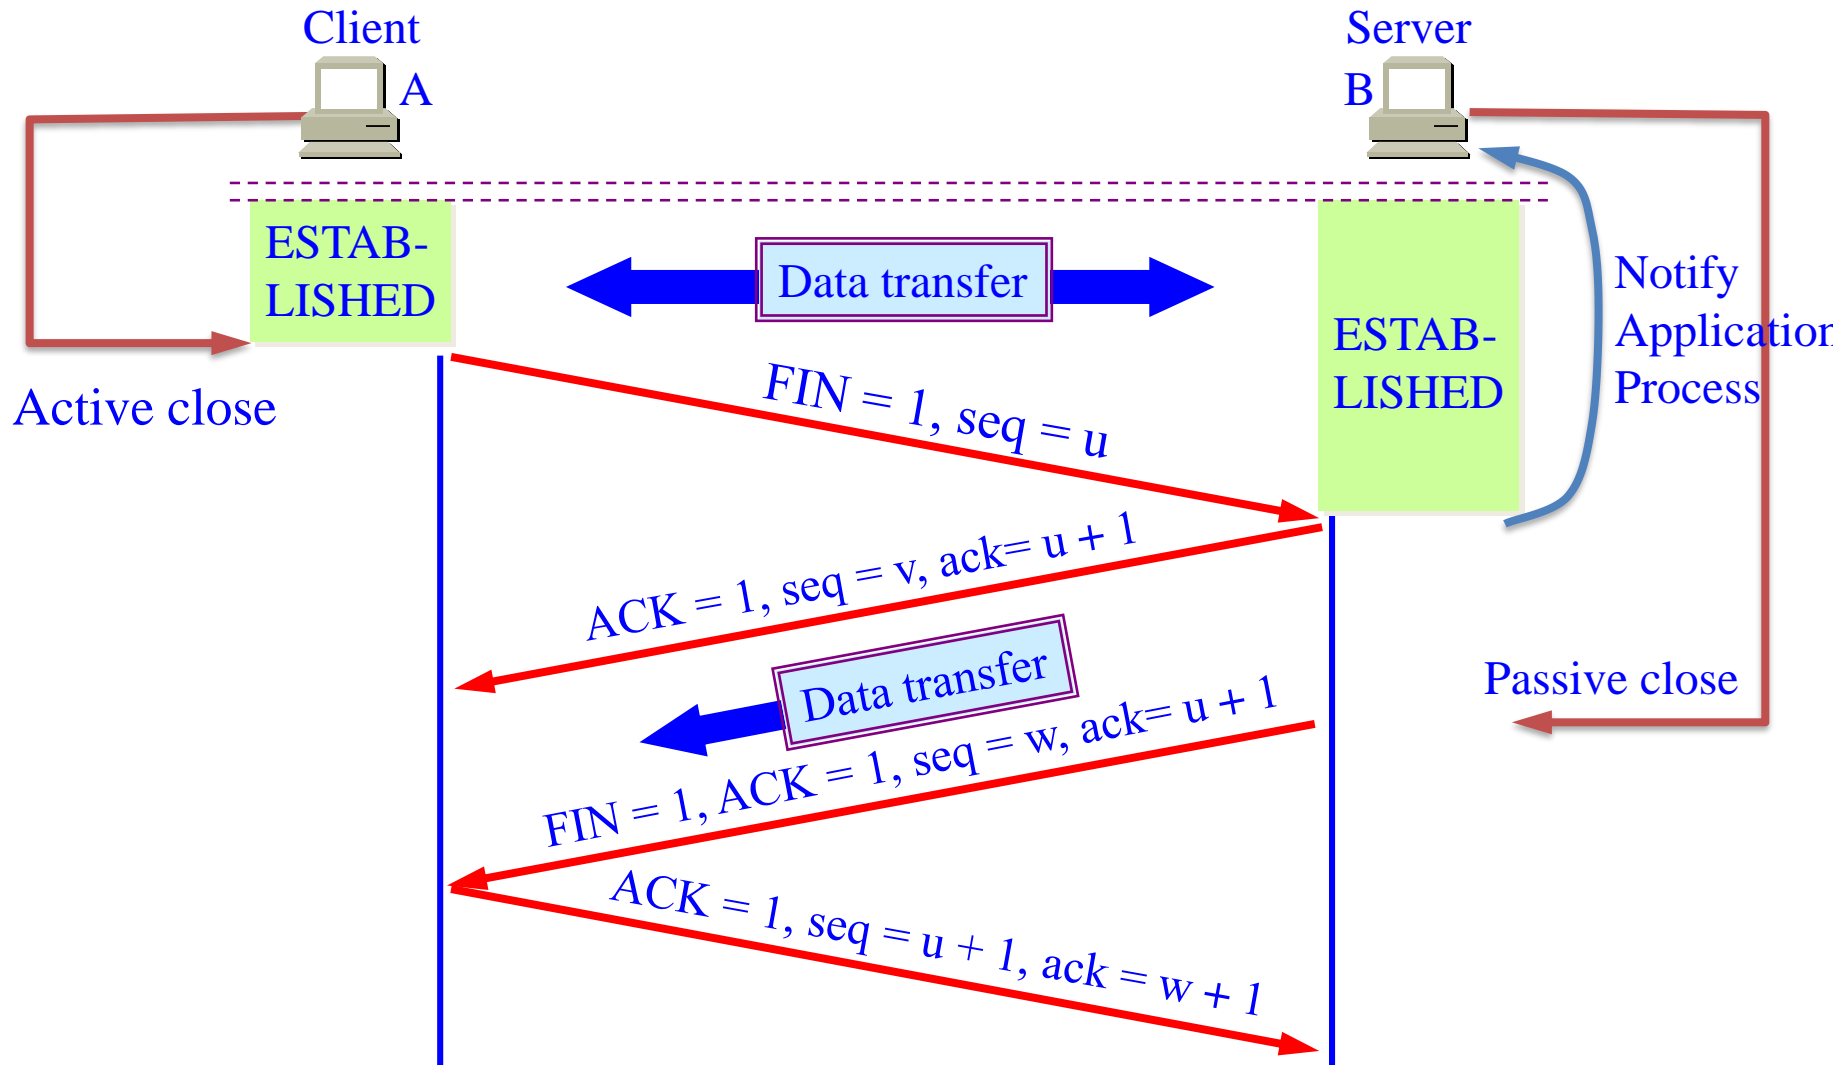 Client
A
Server
B
ESTAB-
LISHED
Data transfer
ESTAB-
LISHED
Notify
Application
Process
Active close
FIN = 1, seq = u
ACK = 1, seq = v, ack= u + 1
Data transfer
Passive close
FIN = 1, ACK = 1, seq = w, ack= u + 1
ACK = 1, seq = u + 1, ack = w + 1